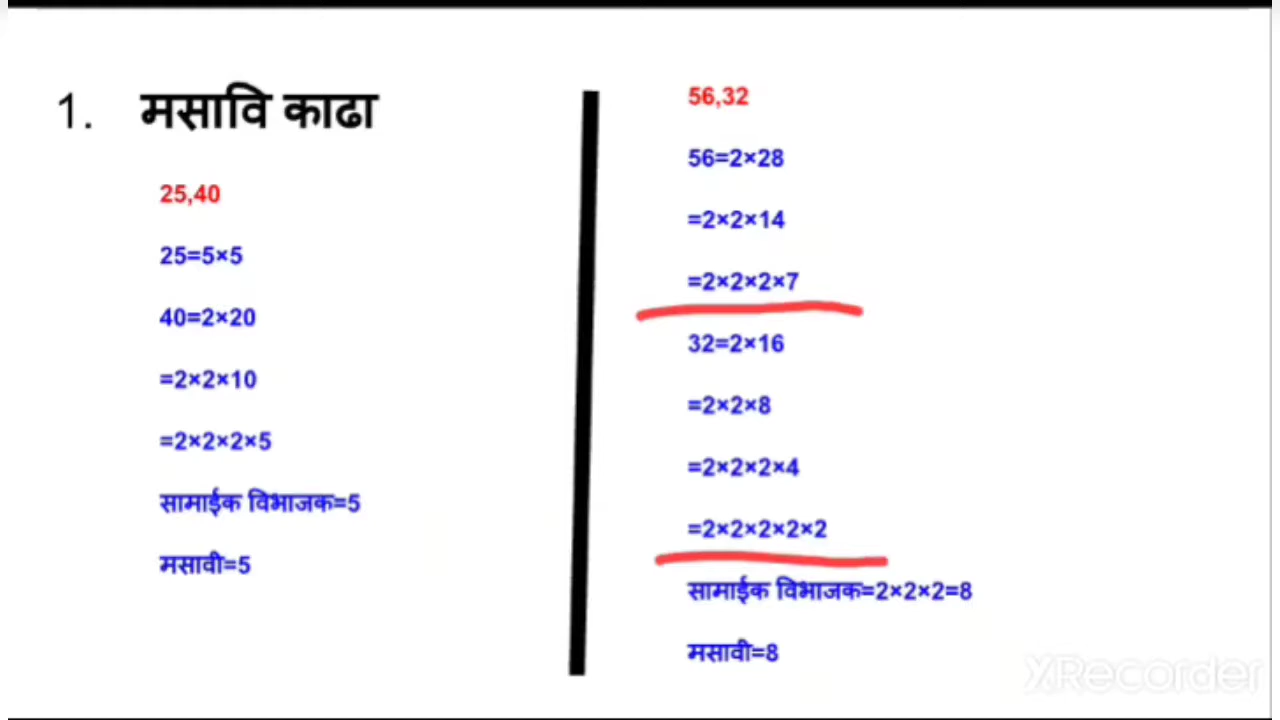 1. मसावि काढा
25,40
25=5×5
40=2×20
=2×2×10
=2×2×2×5
सामाईक विभाजक=5
मसावी=5
56,32
56=2×28
=2×2×14
=2×2×2×7
32=2×16
=2×2×8
=2×2×2×4
=2×2×2×2×2
सामाईक विभाजक=2×2×2=8
मसावी=8
XRecorder